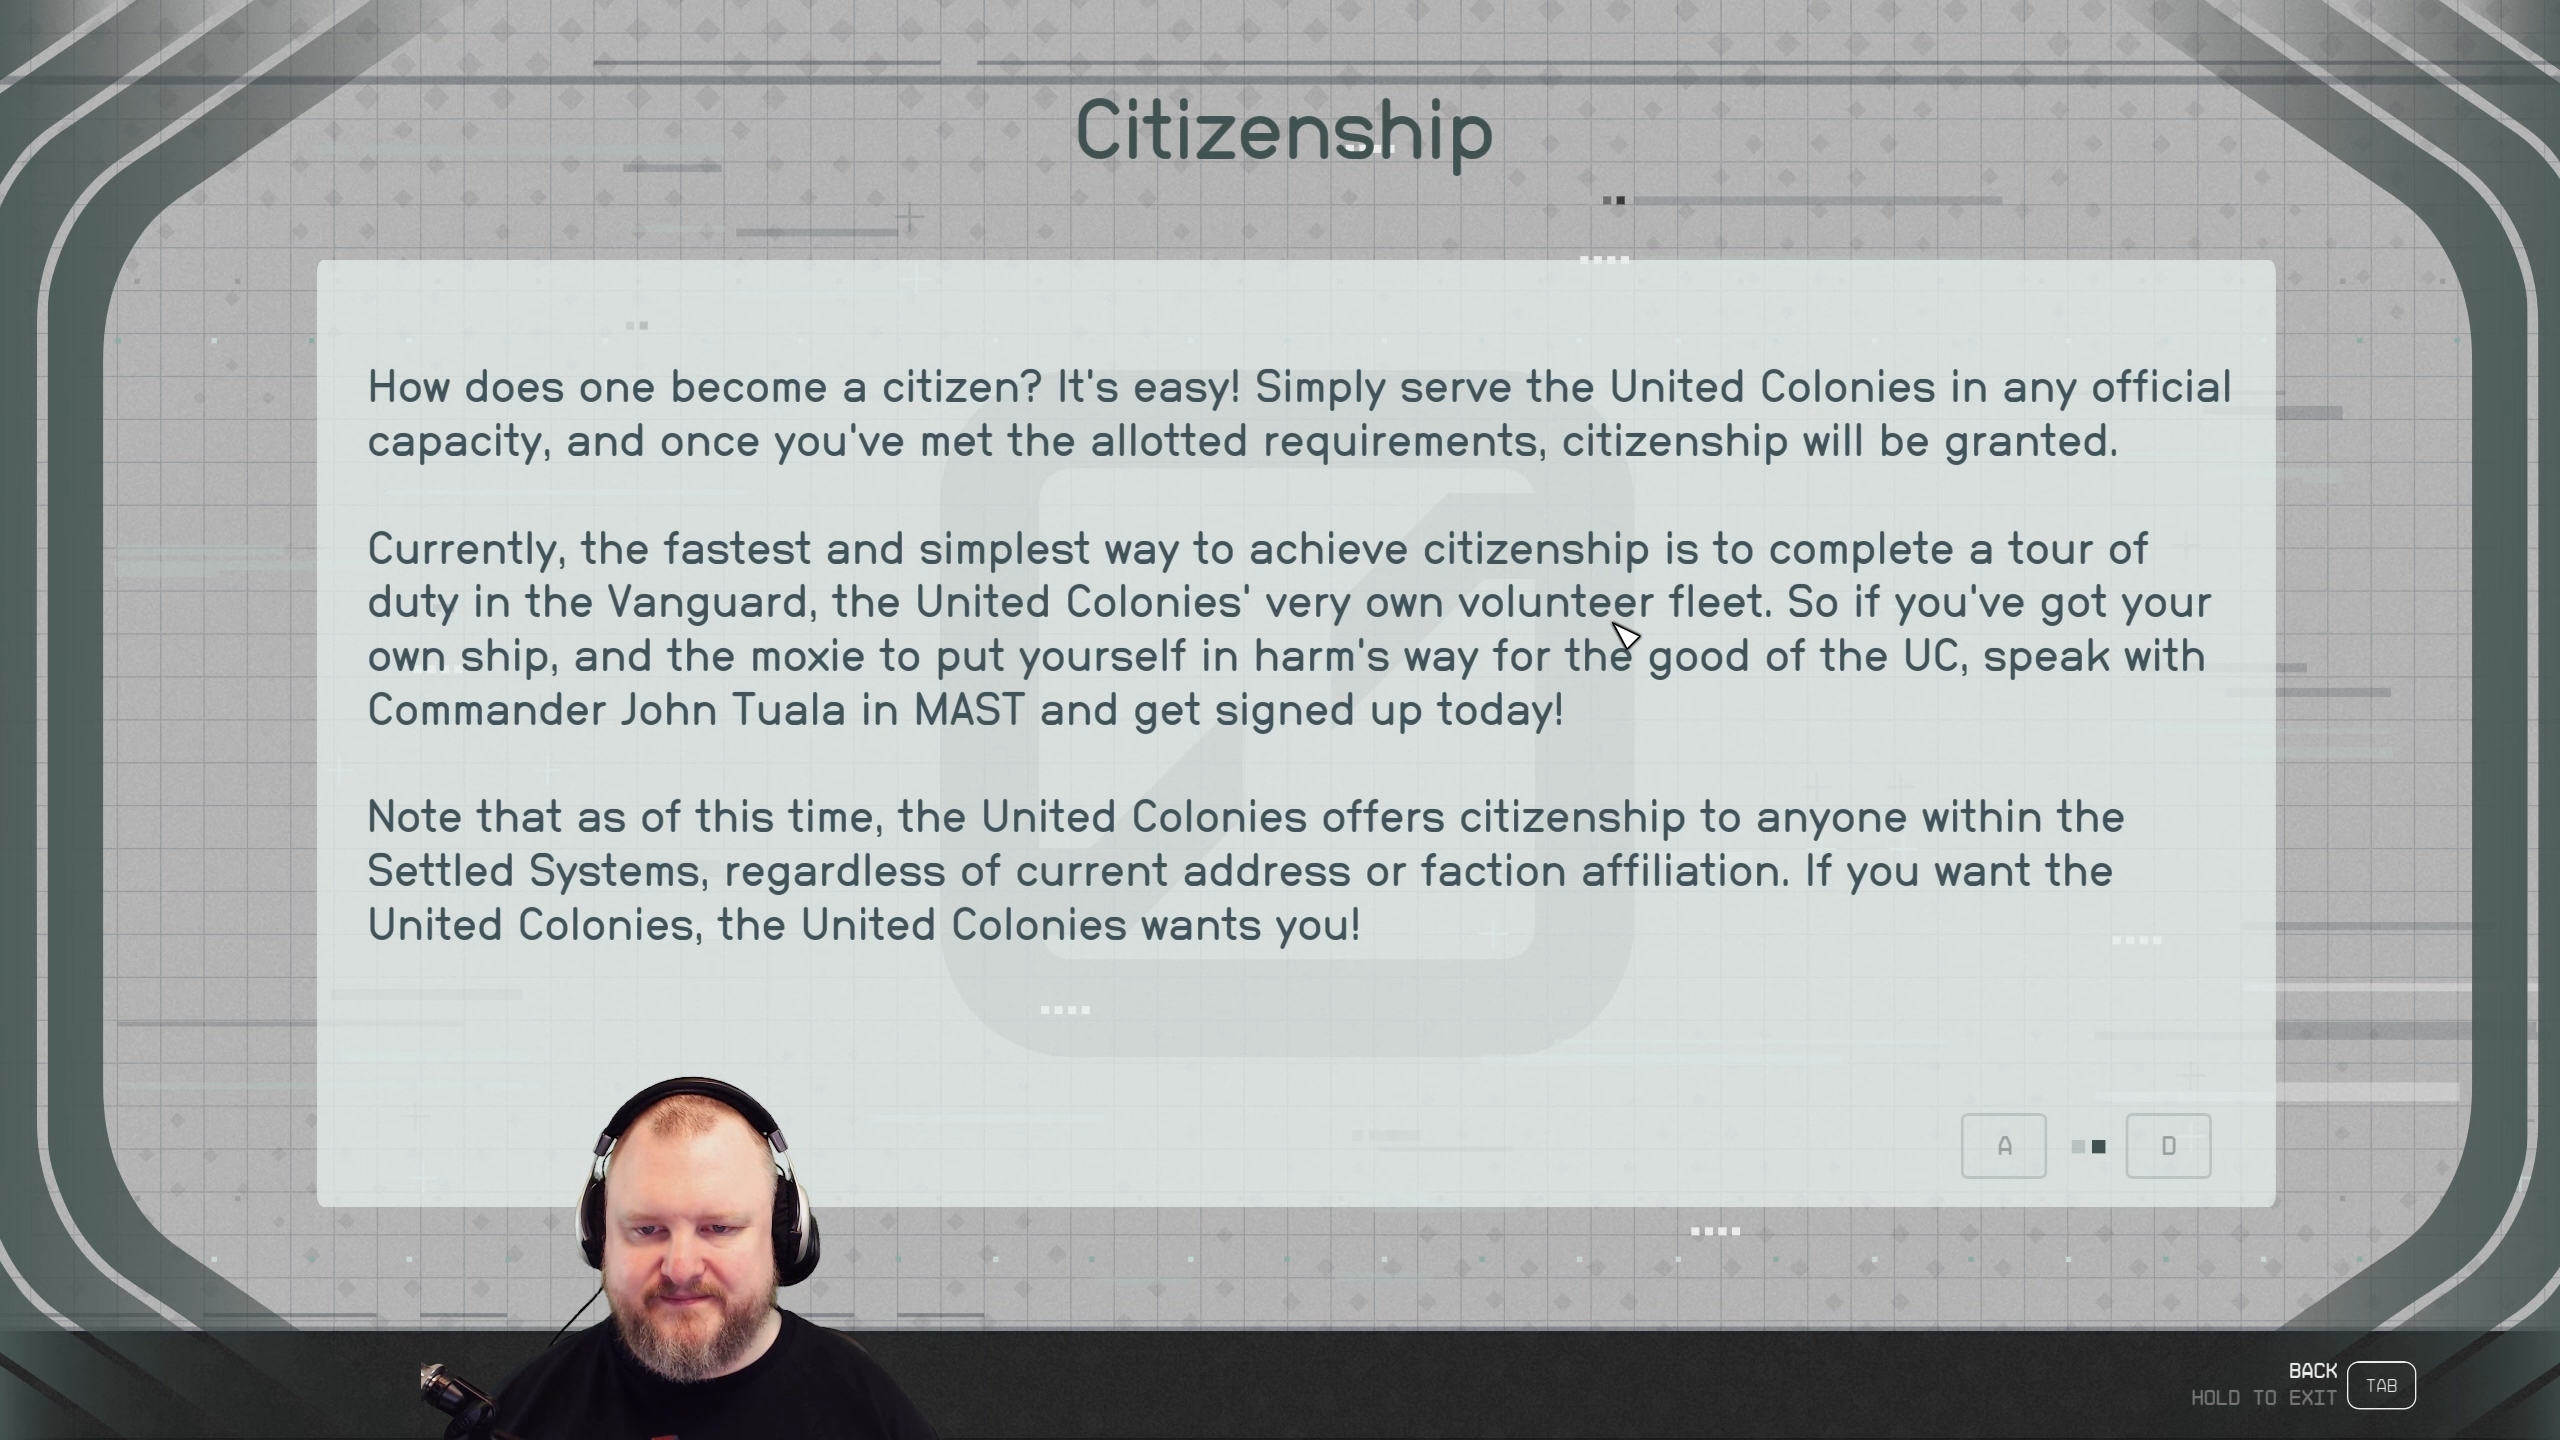 Citizenship
How does one become a citizen? It's easy! Simply serve the United Colonies in any official
capacity, and once you've met the allotted requirements, citizenship will be granted.
Currently, the fastest and simplest way to achieve citizenship is to complete a tour of
duty in the Vanguard, the United Colonies' very own volunteer fleet. So if you've got your
own ship, and the moxie to put yourself in harm's way for the good of the UC, speak with
Commander John Tuala in MAST and get signed up today!
Note that as of this time, the United Colonies offers citizenship to anyone within the
Settled Systems, regardless of current address or faction affiliation. If you want the
United Colonies, the United Colonies wants you!
A D
BACK
HOLD TO EXIT
TAB